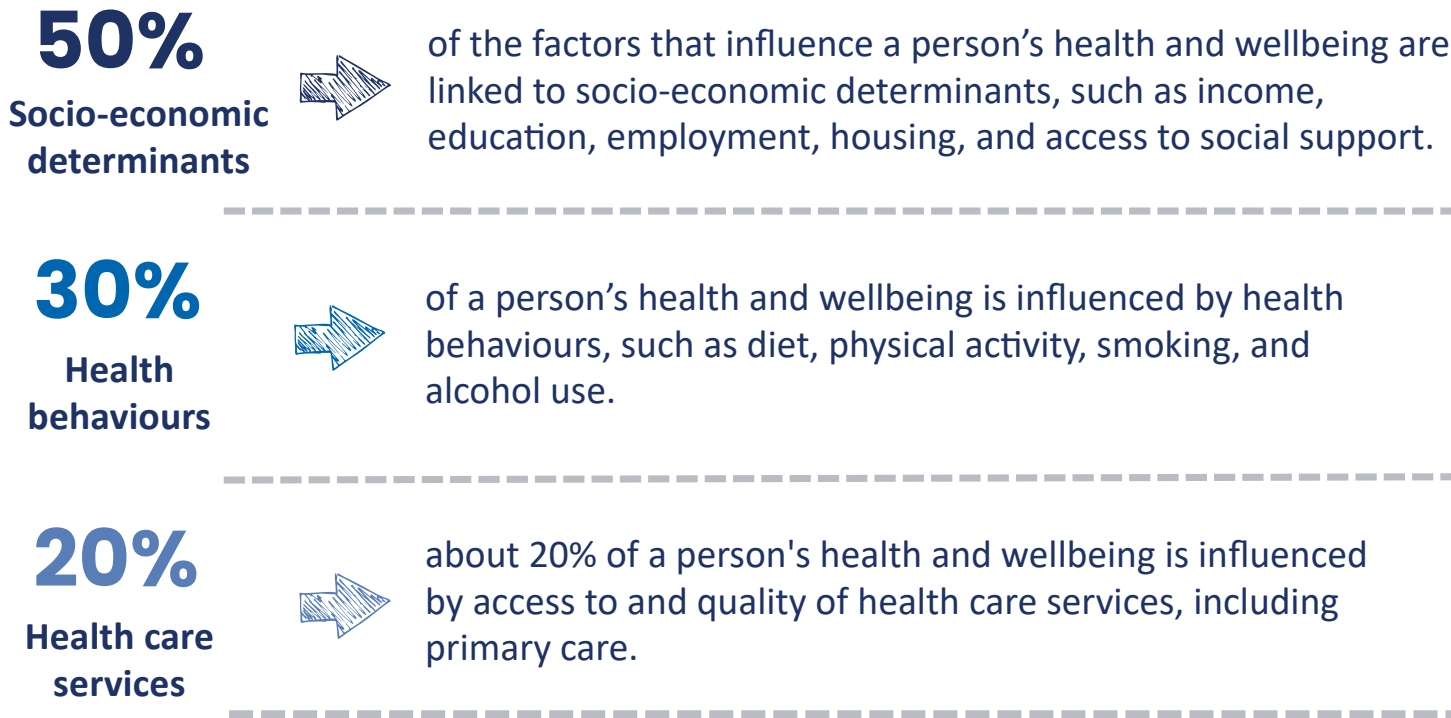 50%
Socio-economic
determinants
of the factors that influence a person’s health and wellbeing are
linked to socio-economic determinants, such as income,
education, employment, housing, and access to social support.
30%
Health
behaviours
of a person’s health and wellbeing is influenced by health
behaviours, such as diet, physical activity, smoking, and
alcohol use.
20%
Health care
services
about 20% of a person's health and wellbeing is influenced
by access to and quality of health care services, including
primary care.